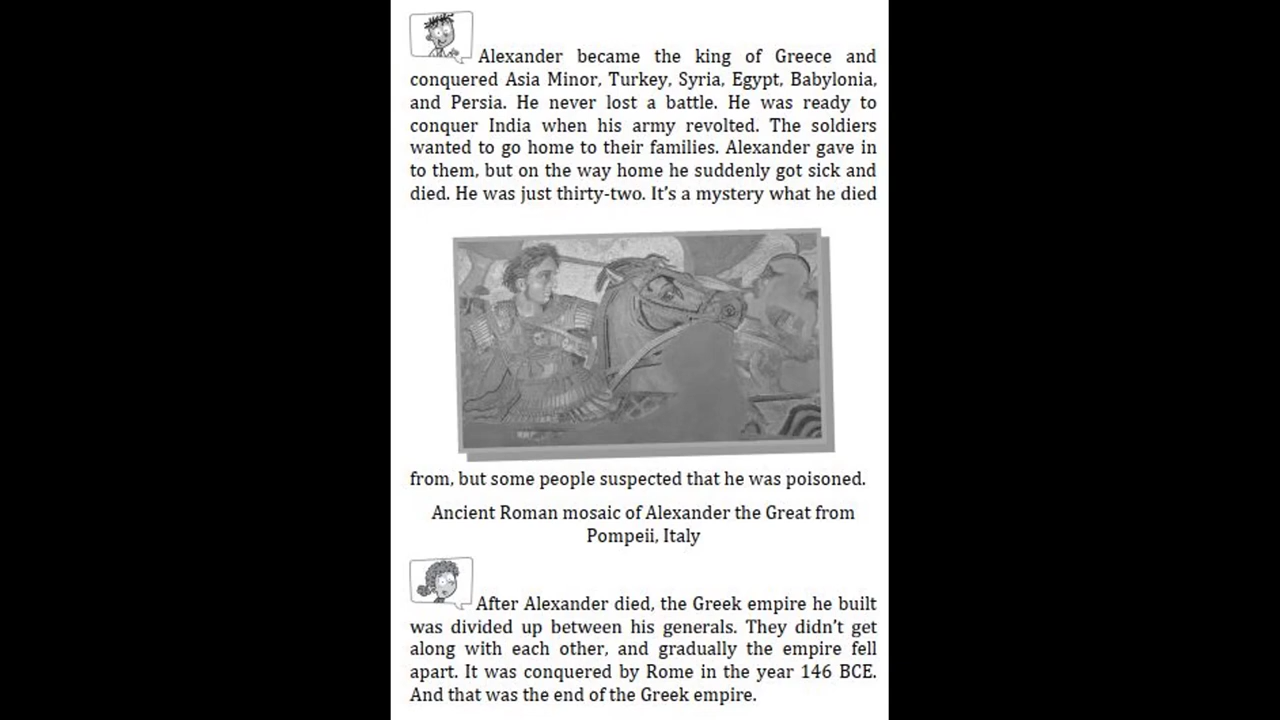 Alexander became the king of Greece and
conquered Asia Minor, Turkey, Syria, Egypt, Babylonia,
and Persia. He never lost a battle. He was ready to
conquer India when his army revolted. The soldiers
wanted to go home to their families. Alexander gave in
to them, but on the way home he suddenly got sick and
died. He was just thirty-two. It's a mystery what he died
from, but some people suspected that he was poisoned.
Ancient Roman mosaic of Alexander the Great from
Pompeii, Italy
After Alexander died, the Greek empire he built
was divided up between his generals. They didn't get
along with each other, and gradually the empire fell
apart. It was conquered by Rome in the year 146 BCE.
And that was the end of the Greek empire.